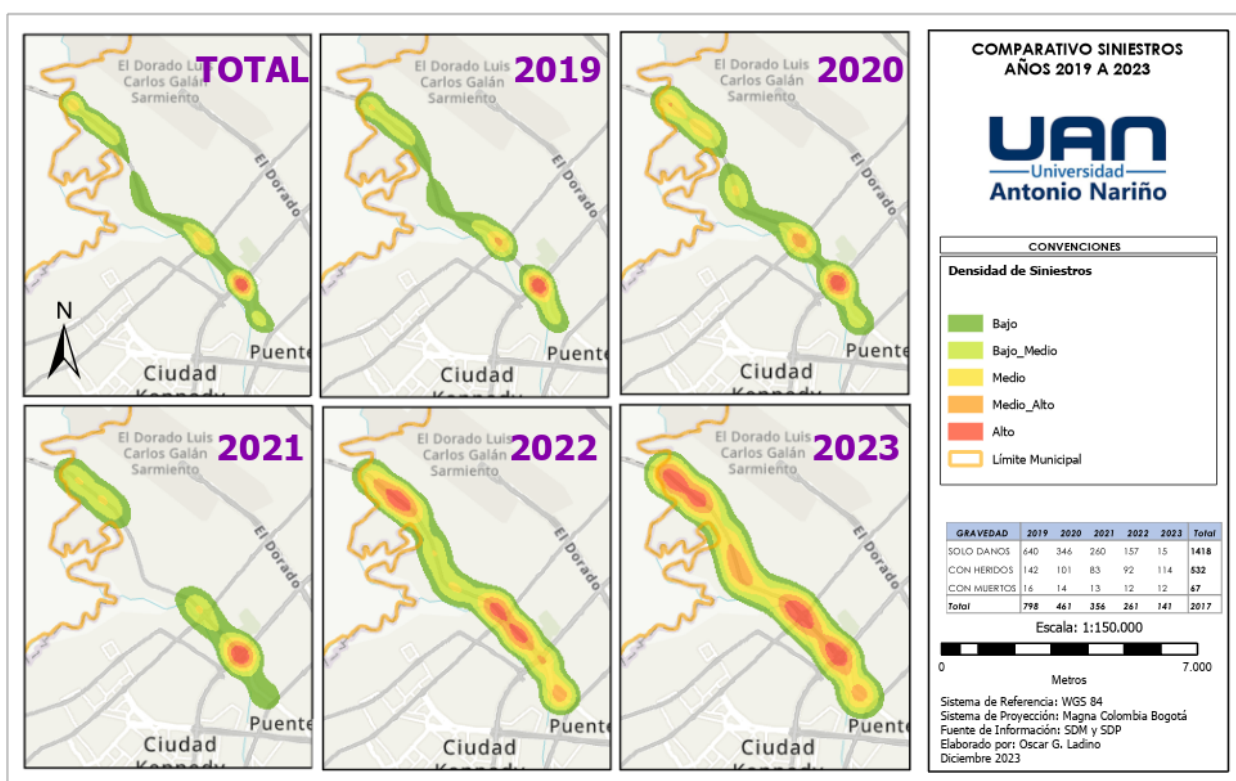 El Dorado Luis
Carlos Galán
Sarmiento
TOTAL
El Dorado
N
Puente
Ciudad
Kennedy
El Dorado Luis
Carlos Galán
Sarmiento
2019
El Dorado
Puente
Ciudad
Kennedy
El Dorado Luis
Carlos Galán
Sarmiento
2020
El Dorado
Puente
Ciudad
Kennedy
El Dorado Luis
Carlos Galán
Sarmiento
2021
El Dorado
Puente
Ciudad
El Dorado Luis
Carlos Galán
Sarmiento
2022
El Dorado
Puente
Ciudad
El Dorado Luis
Carlos Galán
Sarmiento
2023
El Dorado
Puente
Ciudad
COMPARATIVO SINIESTROS
AÑOS 2019 A 2023
UAN
Universidad
Antonio Nariño
CONVENCIONES
Densidad de Siniestros
Bajo
Bajo_Medio
Medio
Medio_Alto
Alto
Límite Municipal
GRAVEDAD 2019 2020 2021 2022 2023 Total
SOLO DANOS 640 346 260 157 15 1418
CON HERIDOS 142 101 83 92 114 532
CON MUERTOS 16 14 13 12 12 67
Total 798 461 356 261 141 2017
Escala: 1:150.000
0 7.000
Metros
Sistema de Referencia: WGS 84
Sistema de Proyección: Magna Colombia Bogotá
Fuente de Información: SDM y SDP
Elaborado por: Oscar G. Ladino
Diciembre 2023